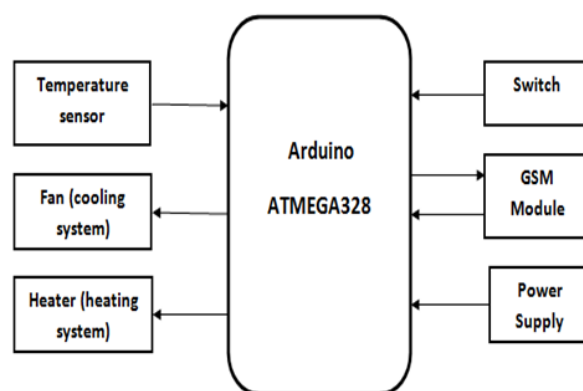 Temperature
sensor
Fan (cooling
system)
Heater (heating
system)
Arduino
ATMEGA328
Switch
GSM
Module
Power
Supply